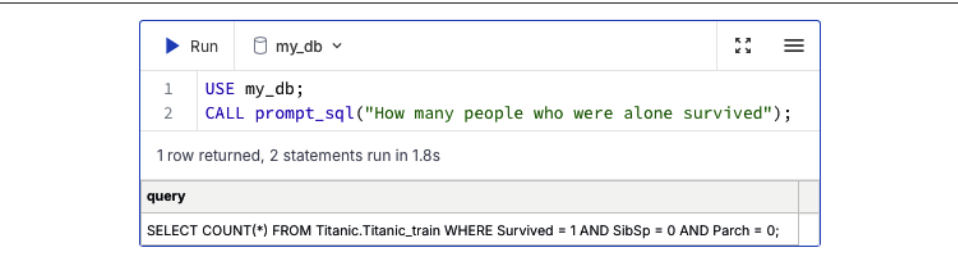 Run my_db
1 USE my_db;
2 CALL prompt_sql("How many people who were alone survived");
1 row returned, 2 statements run in 1.8s
query
SELECT COUNT(*) FROM Titanic.Titanic_train WHERE Survived = 1 AND SibSp = 0 AND Parch = 0;